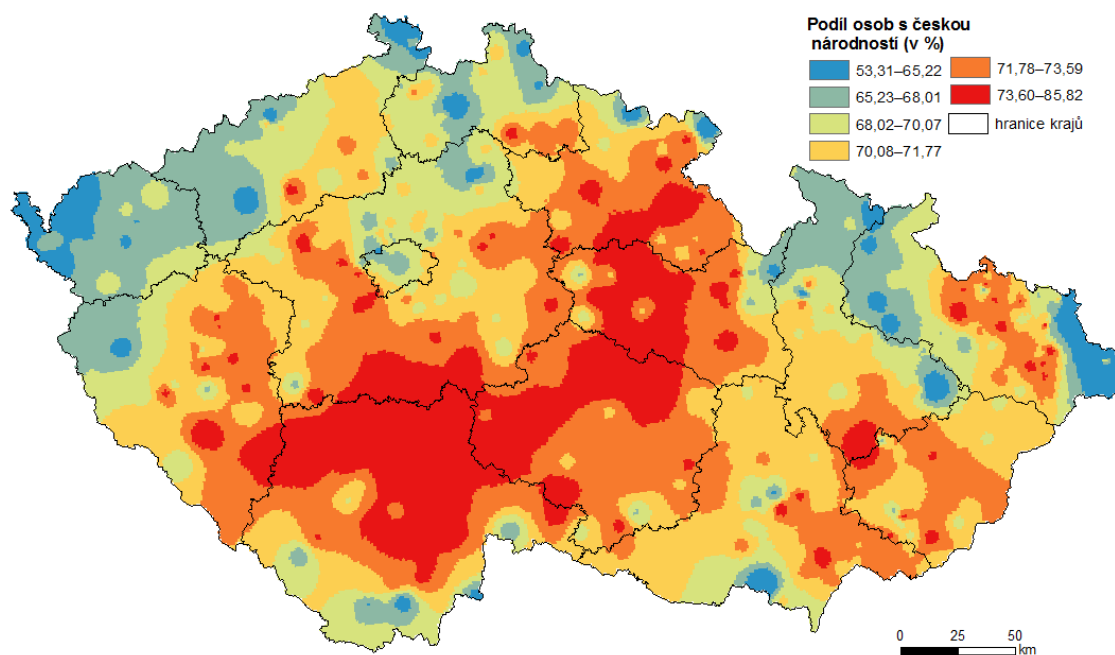 Podíl osob s českou
národností (v %)
53,31–65,22
65,23–68,01
68,02–70,07
70,08–71,77
71,78–73,59
73,60–85,82
hranice krajů
0 25 50
km